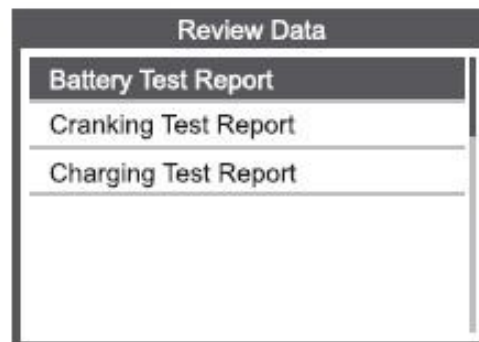 Review Data
Battery Test Report
Cranking Test Report
Charging Test Report